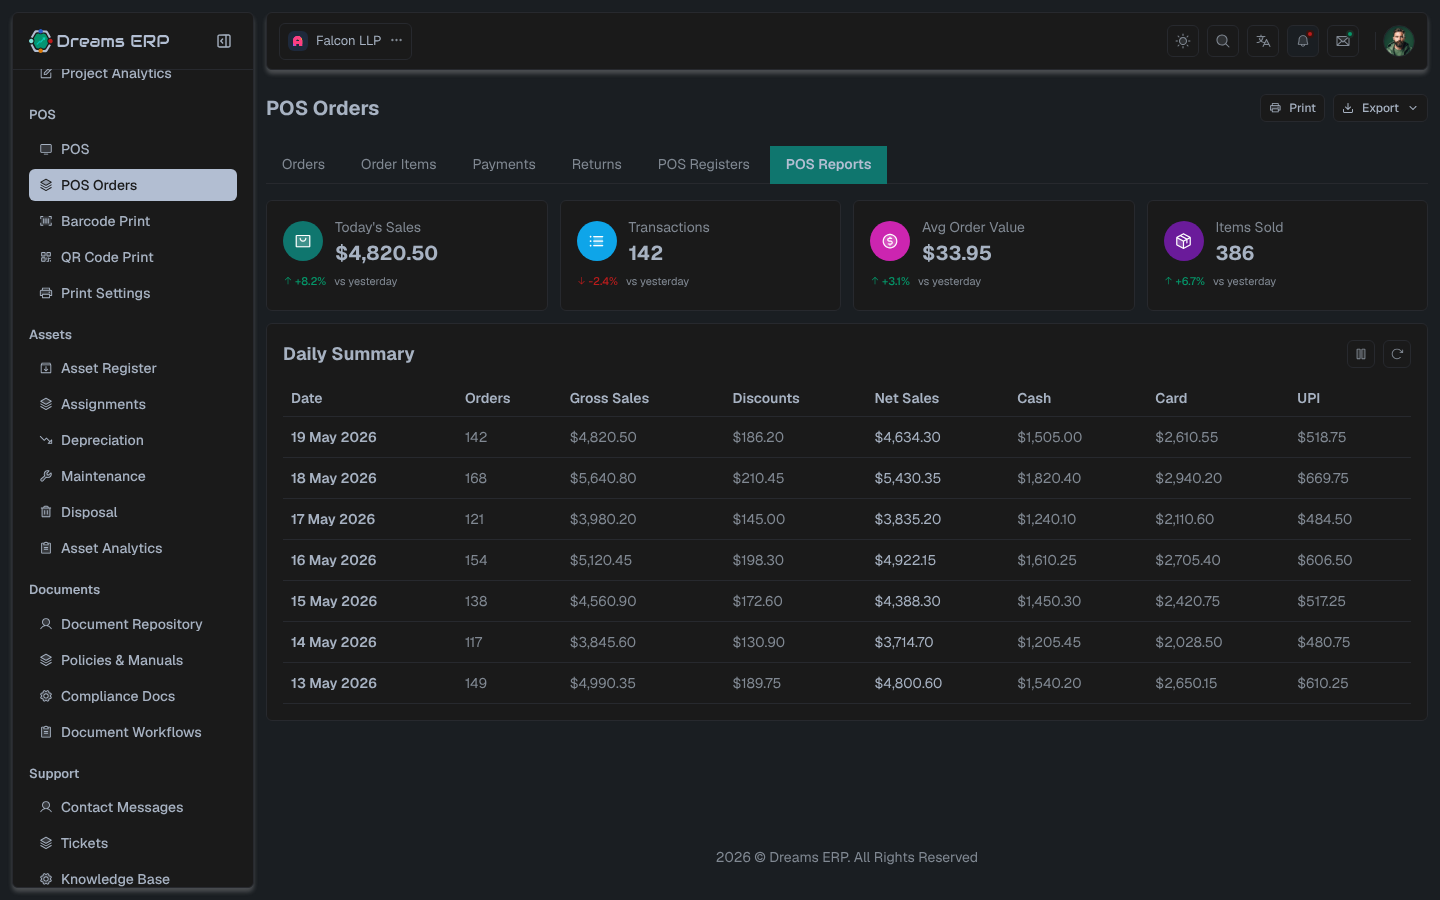 Dreams ERP
Project Analytics
POS
POS
POS Orders
Barcode Print
QR Code Print
Print Settings
Assets
Asset Register
Assignments
Depreciation
Maintenance
Disposal
Asset Analytics
Documents
Document Repository
Policies & Manuals
Compliance Docs
Document Workflows
Support
Contact Messages
Tickets
Knowledge Base
Falcon LLP ···
POS Orders
Print Export
Orders Order Items Payments Returns POS Registers POS Reports
Today's Sales
$4,820.50
↑ +8.2% vs yesterday
Transactions
142
↓ -2.4% vs yesterday
Avg Order Value
$33.95
↑ +3.1% vs yesterday
Items Sold
386
↑ +6.7% vs yesterday
Daily Summary
Date Orders Gross Sales Discounts Net Sales Cash Card UPI
19 May 2026 142 $4,820.50 $186.20 $4,634.30 $1,505.00 $2,610.55 $518.75
18 May 2026 168 $5,640.80 $210.45 $5,430.35 $1,820.40 $2,940.20 $669.75
17 May 2026 121 $3,980.20 $145.00 $3,835.20 $1,240.10 $2,110.60 $484.50
16 May 2026 154 $5,120.45 $198.30 $4,922.15 $1,610.25 $2,705.40 $606.50
15 May 2026 138 $4,560.90 $172.60 $4,388.30 $1,450.30 $2,420.75 $517.25
14 May 2026 117 $3,845.60 $130.90 $3,714.70 $1,205.45 $2,028.50 $480.75
13 May 2026 149 $4,990.35 $189.75 $4,800.60 $1,540.20 $2,650.15 $610.25
2026 © Dreams ERP. All Rights Reserved